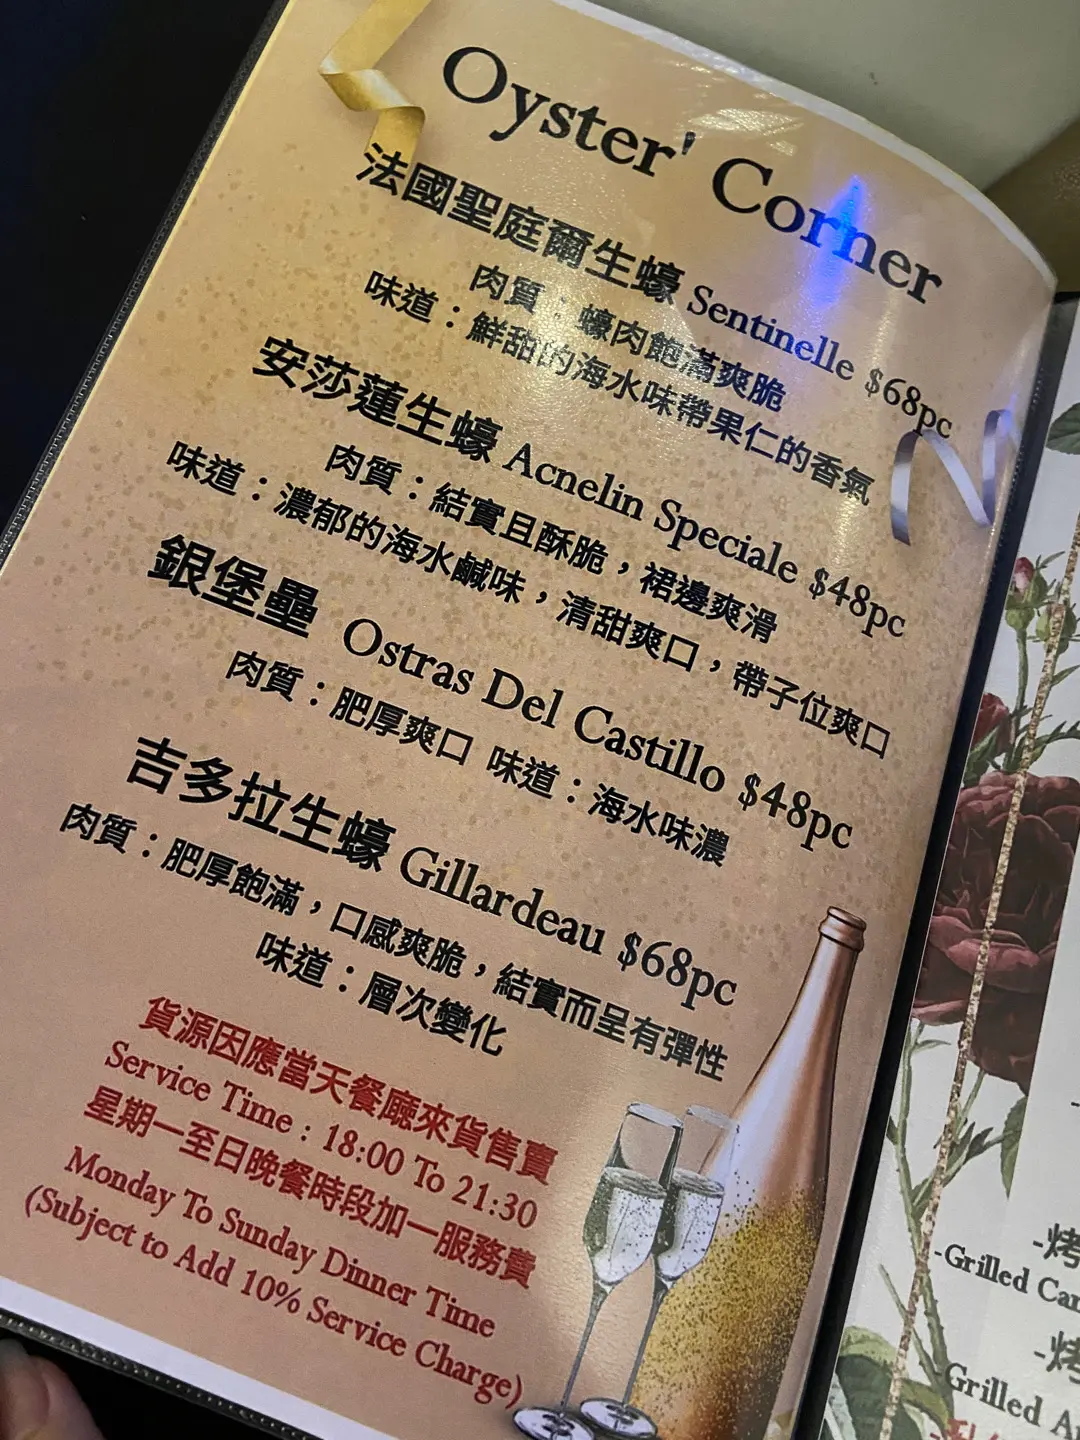 Oyster' Corner
法國聖庭爾生蠔 Sentinelle $68pc
肉質：蠔肉飽滿爽脆
味道：鮮甜的海水味帶果仁的香氣
安莎蓮生蠔 Acnelin Speciale $48pc
肉質：結實且酥脆，裙邊爽滑
味道：濃郁的海水鹹味，清甜爽口，帶子位爽口
銀堡壘 Ostras Del Castillo $48pc
肉質：肥厚爽口 味道：海水味濃
吉多拉生蠔 Gillardeau $68pc
肉質：肥厚飽滿，口感爽脆，結實而呈有彈性
味道：層次變化
貨源因應當天餐廳來貨售賣
Service Time : 18:00 To 21:30
星期一至日晚餐時段加一服務費
Monday To Sunday Dinner Time
(Subject to Add 10% Service Charge)
-烤
-Grilled
-烤
Grilled